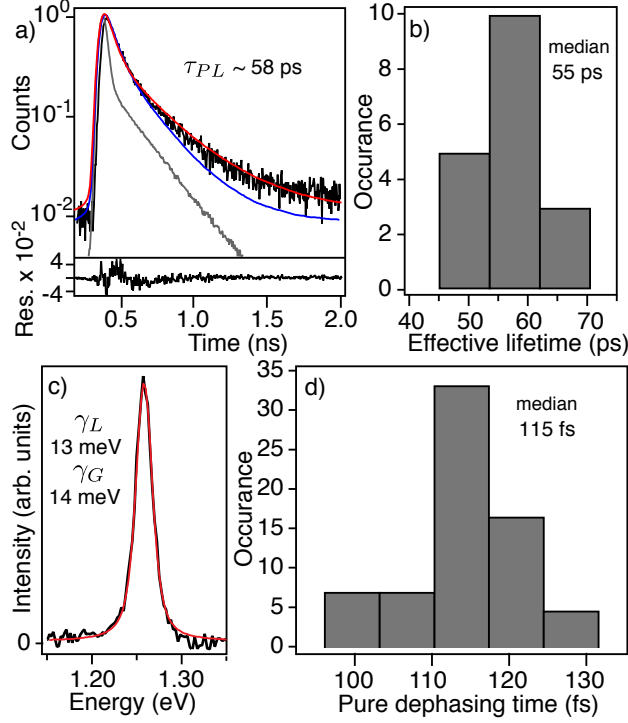 a)
τ_PL ~ 58 ps
Counts
10^0
10^-1
10^-2
Res. x 10^-2
4
-4
0.5 1.0 1.5 2.0
Time (ns)
b)
median
55 ps
Occurance
10
8
6
4
2
0
40 50 60 70
Effective lifetime (ps)
c)
γ_L
13 meV
γ_G
14 meV
Intensity (arb. units)
0
1.20 1.30
Energy (eV)
d)
median
115 fs
Occurance
35
30
25
20
15
10
5
0
100 110 120 130
Pure dephasing time (fs)